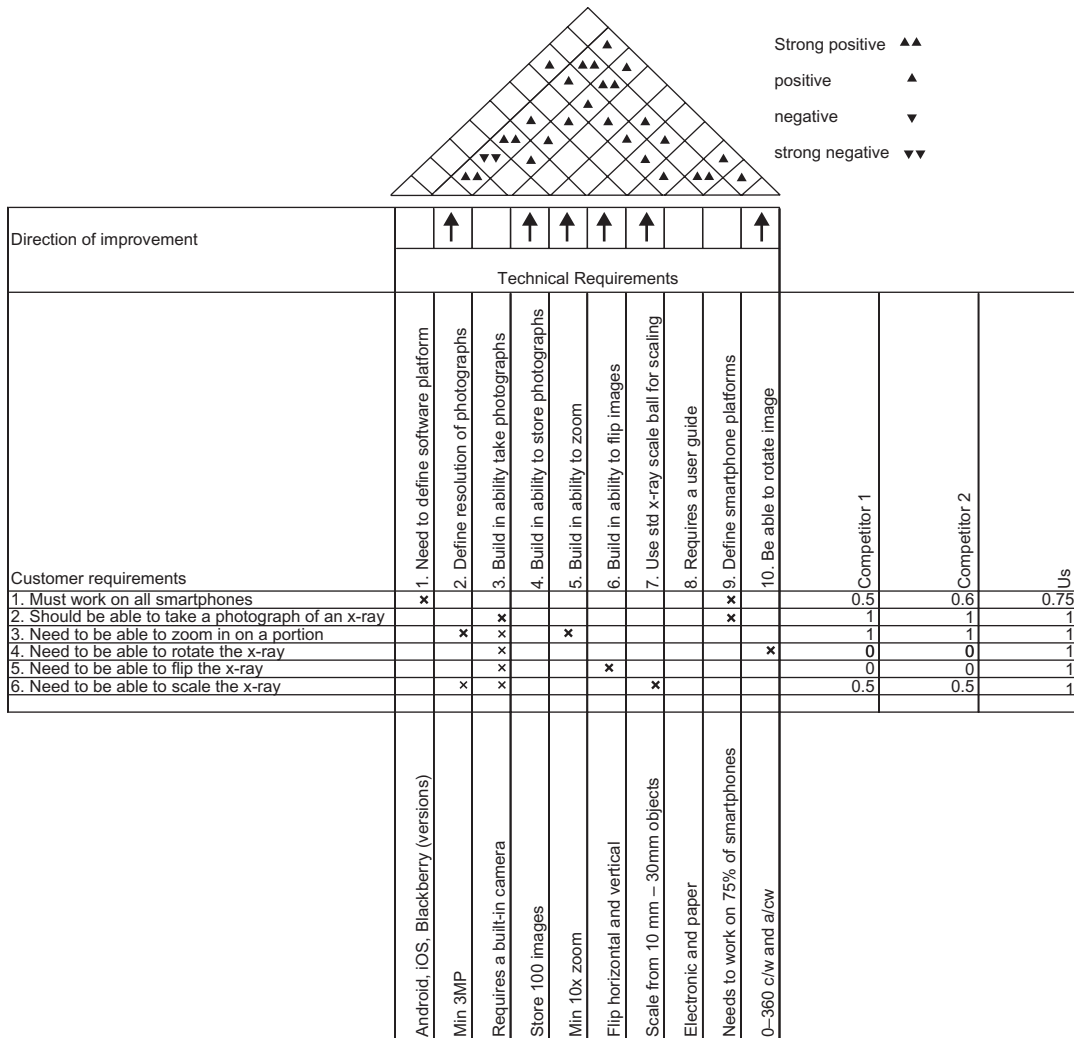 Strong positive
positive
negative
strong negative
Direction of improvement
Technical Requirements
Customer requirements
1. Need to define software platform
2. Define resolution of photographs
3. Build in ability take photographs
4. Build in ability to store photographs
5. Build in ability to zoom
6. Build in ability to flip images
7. Use std x-ray scale ball for scaling
8. Requires a user guide
9. Define smartphone platforms
10. Be able to rotate image
Competitor 1
Competitor 2
Us
1. Must work on all smartphones × × 0.5 0.6 0.75
2. Should be able to take a photograph of an x-ray × × 1 1 1
3. Need to be able to zoom in on a portion × × × 1 1 1
4. Need to be able to rotate the x-ray × × 0 0 1
5. Need to be able to flip the x-ray × × 0 0 1
6. Need to be able to scale the x-ray × × × 0.5 0.5 1
Android, iOS, Blackberry (versions)
Min 3MP
Requires a built-in camera
Store 100 images
Min 10x zoom
Flip horizontal and vertical
Scale from 10 mm – 30mm objects
Electronic and paper
Needs to work on 75% of smartphones
0–360 c/w and a/cw